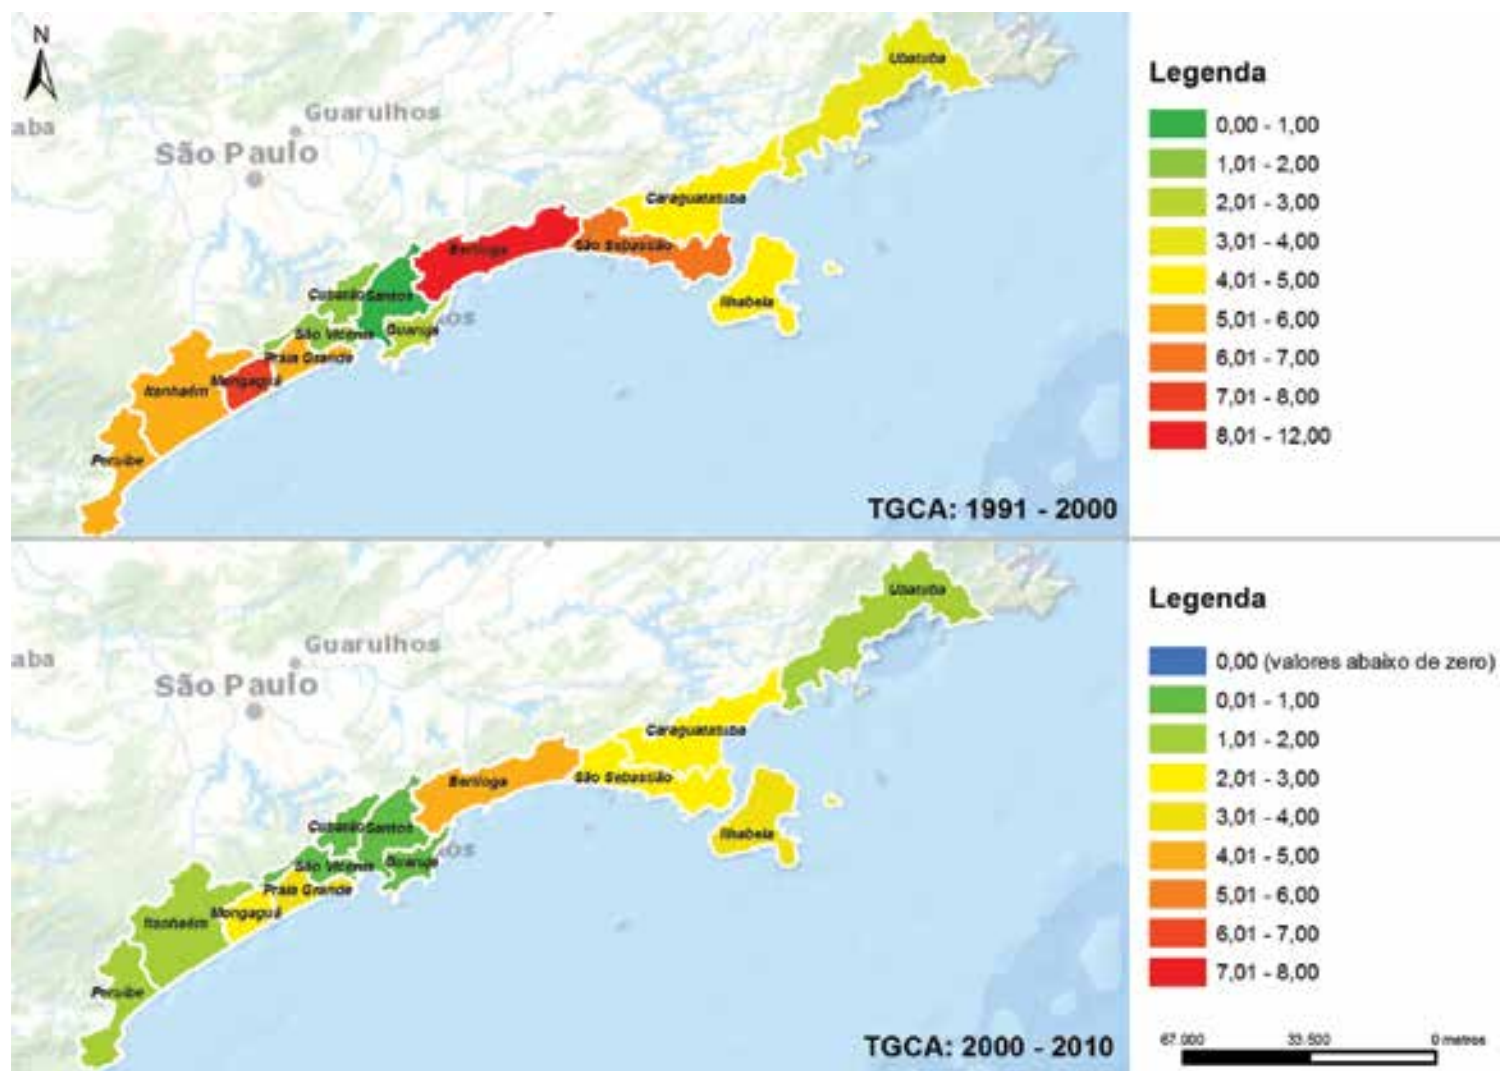 N
Guarulhos
aba
São Paulo
Ubatuba
Caraguatatuba
Bertioga
São Sebastião
Cubatão
Santos
Ilhabela
Guarujá
os
São Vicente
Praia Grande
Mongaguá
Itanhaém
Peruíbe
TGCA: 1991 - 2000
Legenda
0,00 - 1,00
1,01 - 2,00
2,01 - 3,00
3,01 - 4,00
4,01 - 5,00
5,01 - 6,00
6,01 - 7,00
7,01 - 8,00
8,01 - 12,00
Guarulhos
aba
São Paulo
Ubatuba
Caraguatatuba
Bertioga
São Sebastião
Cubatão
Santos
Ilhabela
Guarujá
os
São Vicente
Praia Grande
Mongaguá
Itanhaém
Peruíbe
TGCA: 2000 - 2010
Legenda
0,00 (valores abaixo de zero)
0,01 - 1,00
1,01 - 2,00
2,01 - 3,00
3,01 - 4,00
4,01 - 5,00
5,01 - 6,00
6,01 - 7,00
7,01 - 8,00
67.000 33.500 0 metros